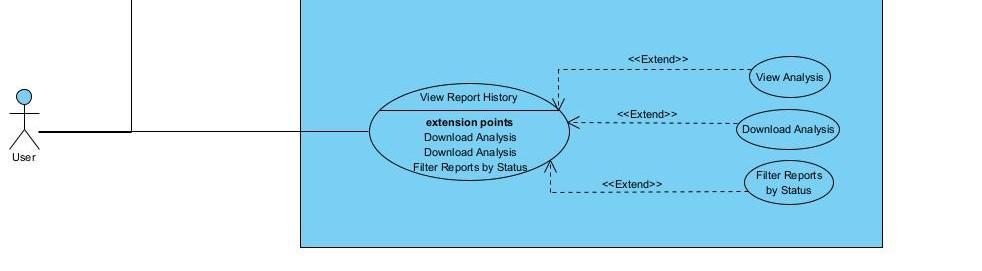 <<Extend>>
View Analysis
View Report History
<<Extend>>
extension points
Download Analysis
Download Analysis
Download Analysis
Filter Reports by Status
User
<<Extend>>
Filter Reports
by Status